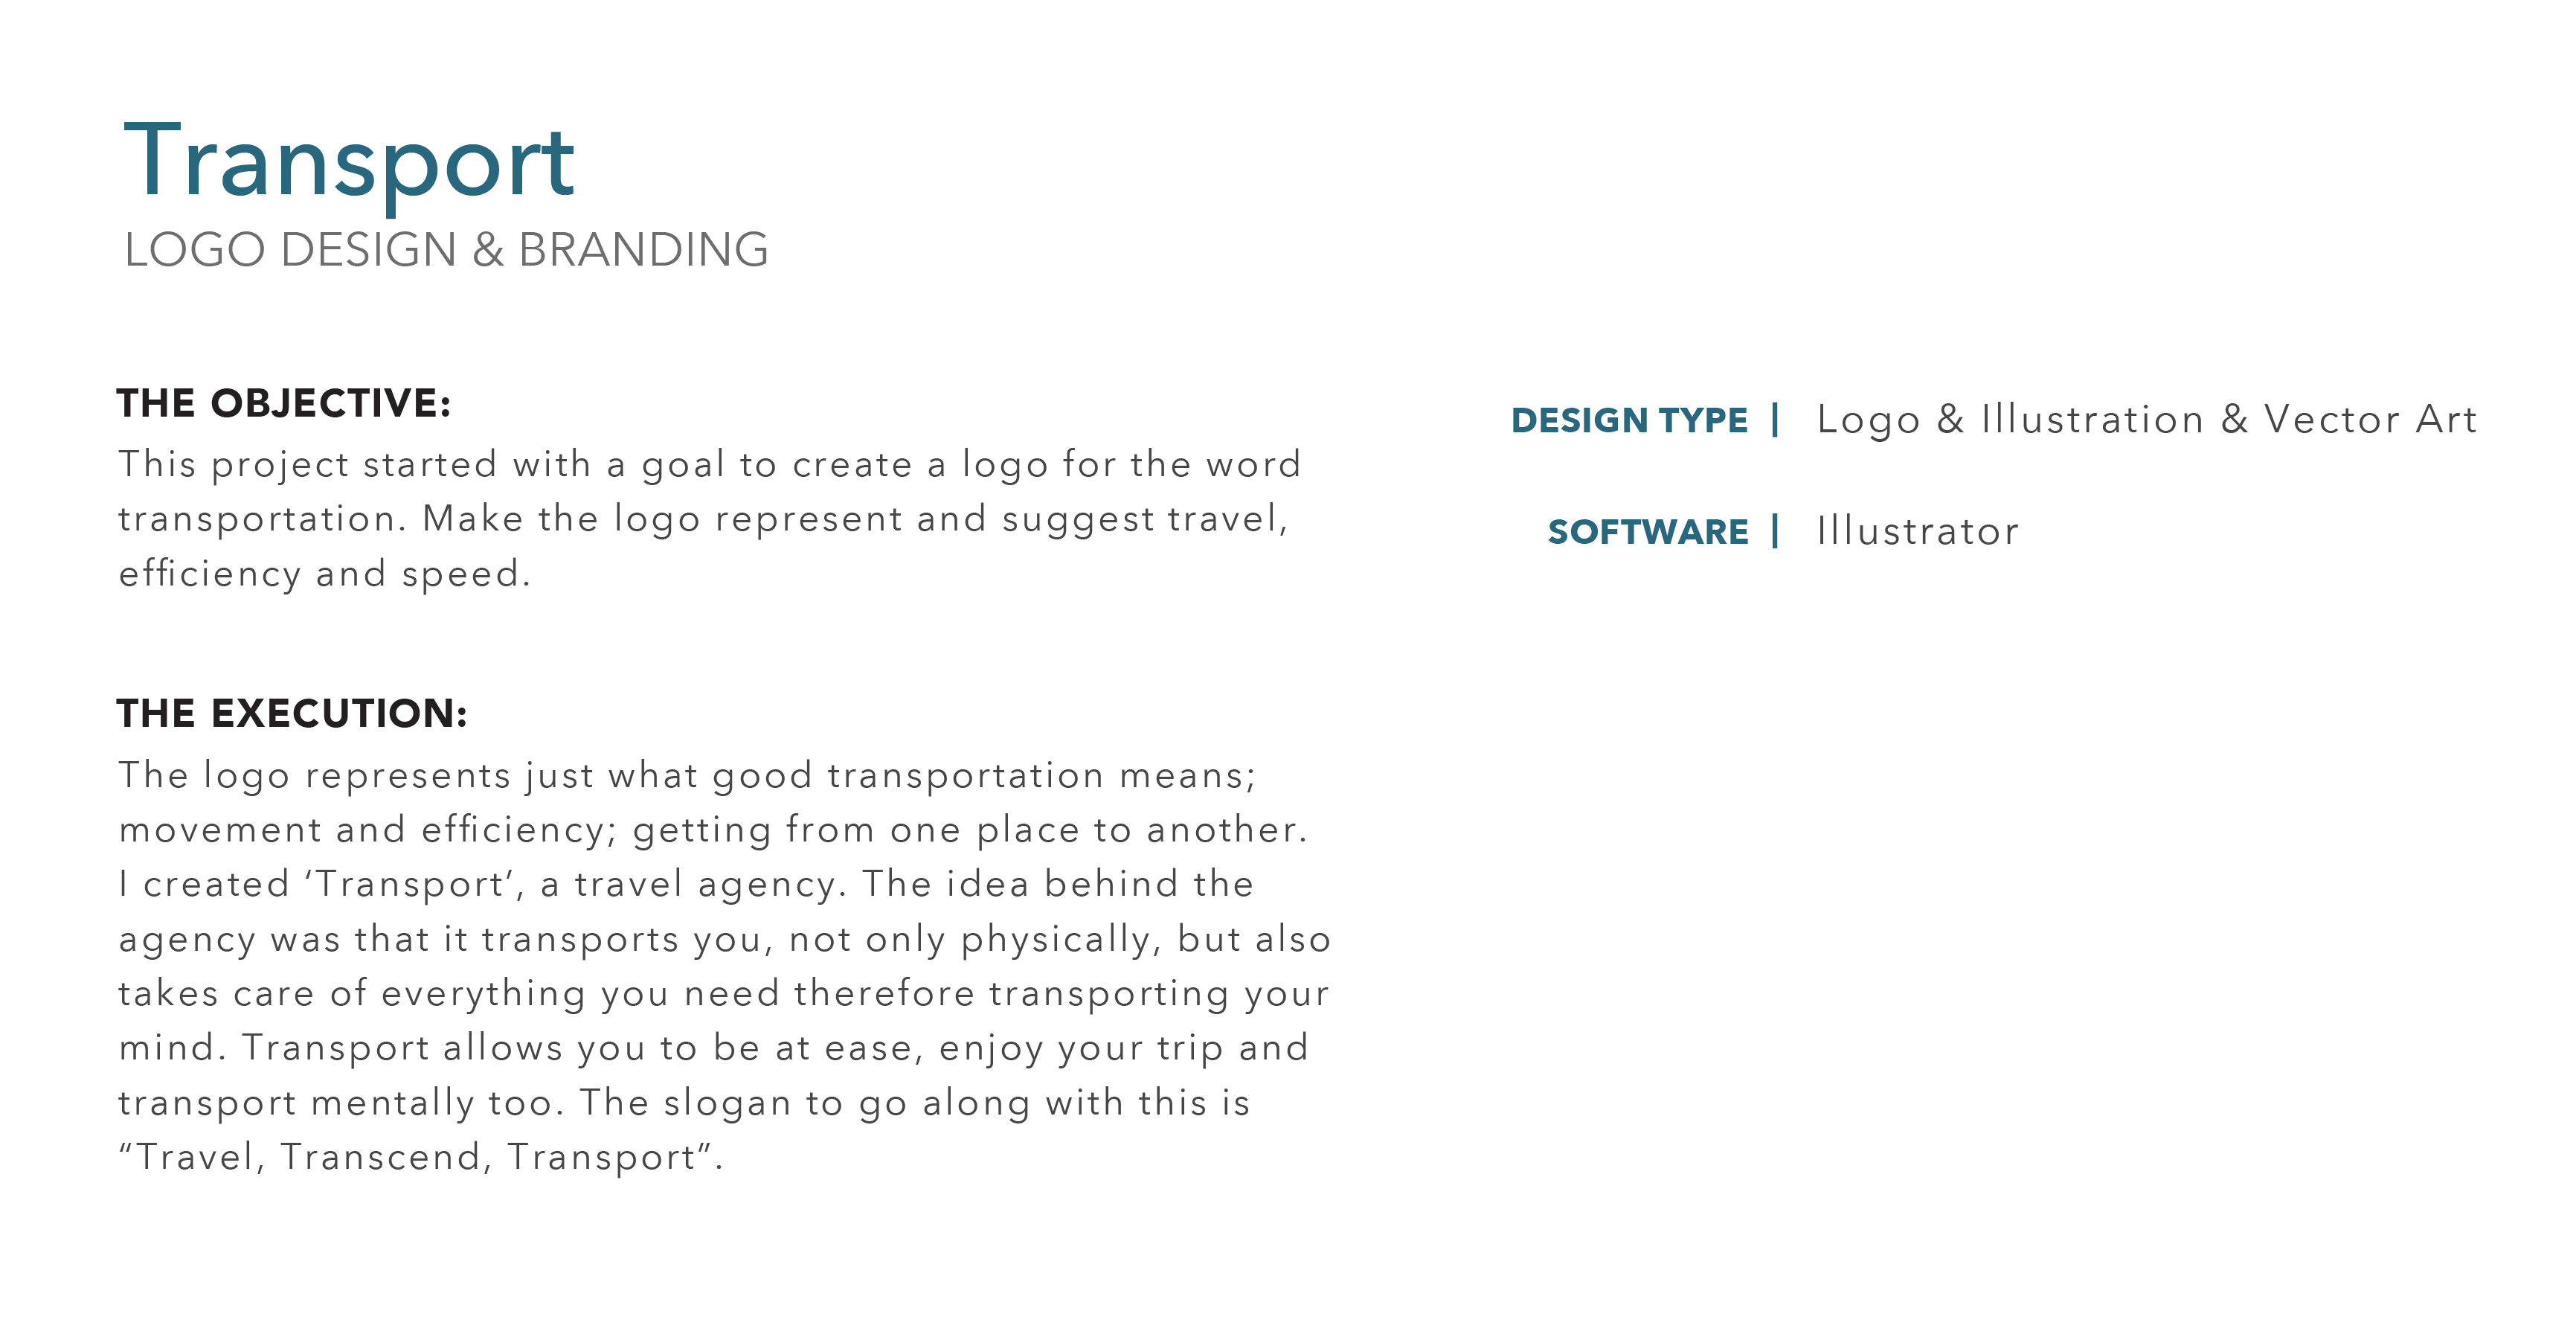 Transport
LOGO DESIGN & BRANDING
THE OBJECTIVE:
This project started with a goal to create a logo for the word
transportation. Make the logo represent and suggest travel,
efficiency and speed.
THE EXECUTION:
The logo represents just what good transportation means;
movement and efficiency; getting from one place to another.
I created ‘Transport’, a travel agency. The idea behind the
agency was that it transports you, not only physically, but also
takes care of everything you need therefore transporting your
mind. Transport allows you to be at ease, enjoy your trip and
transport mentally too. The slogan to go along with this is
“Travel, Transcend, Transport”.
DESIGN TYPE | Logo & Illustration & Vector Art
SOFTWARE | Illustrator